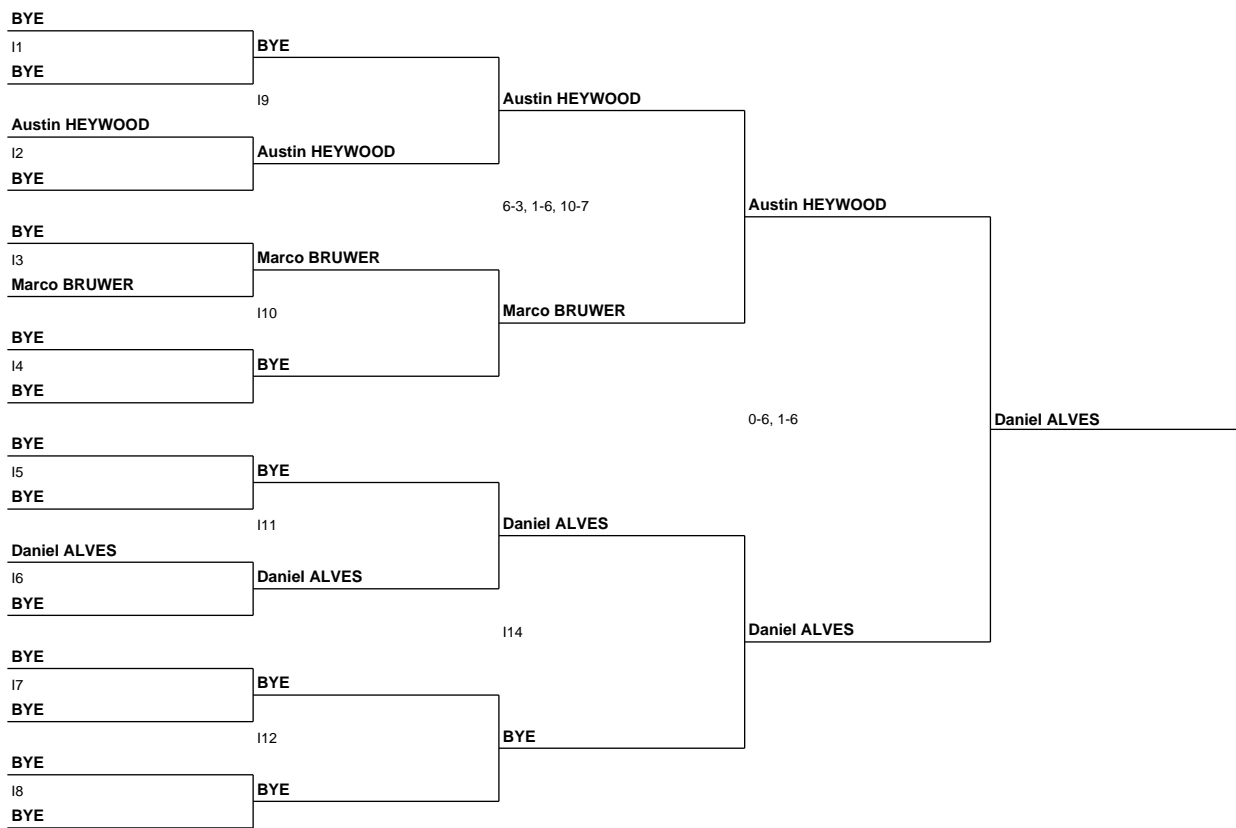 BYE
I1
BYE
BYE
I9
Austin HEYWOOD
Austin HEYWOOD
I2
Austin HEYWOOD
BYE
6-3, 1-6, 10-7
Austin HEYWOOD
BYE
I3
Marco BRUWER
Marco BRUWER
I10
Marco BRUWER
BYE
I4
BYE
BYE
0-6, 1-6
Daniel ALVES
BYE
I5
BYE
BYE
I11
Daniel ALVES
Daniel ALVES
I6
Daniel ALVES
BYE
I14
Daniel ALVES
BYE
I7
BYE
BYE
I12
BYE
BYE
I8
BYE
BYE